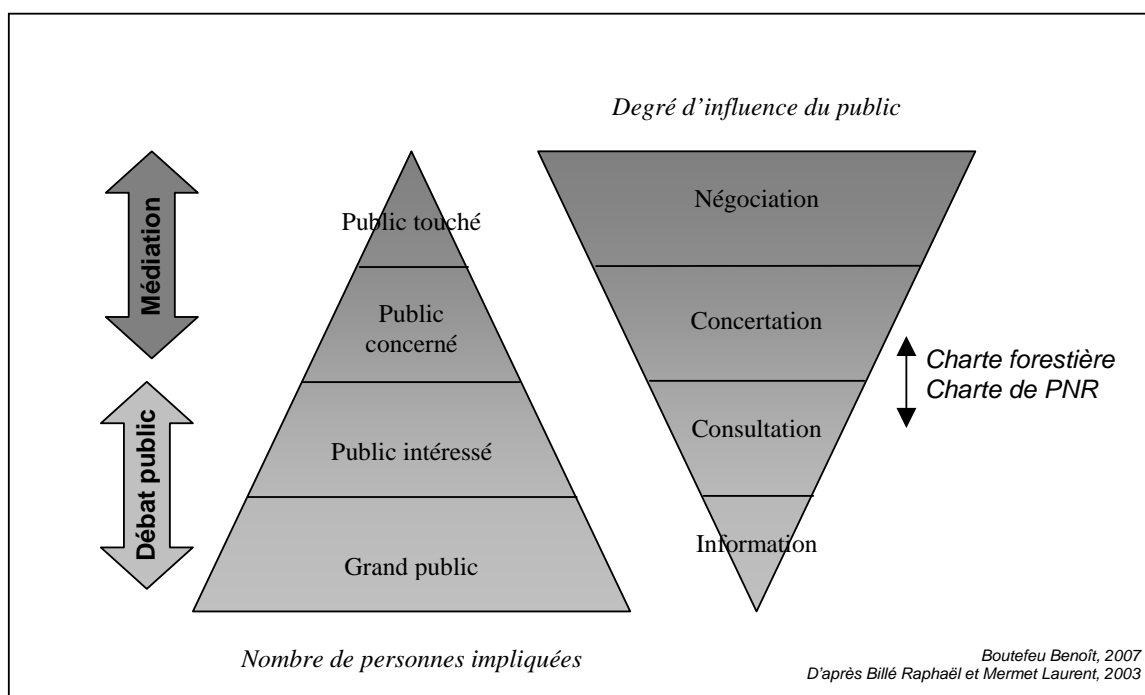 Degré d’influence du public
Médiation
Débat public
Public touché
Public
concerné
Public intéressé
Grand public
Négociation
Concertation
Consultation
Information
Charte forestière
Charte de PNR
Nombre de personnes impliquées
Boutefeu Benoît, 2007
D'après Billé Raphaël et Mermet Laurent, 2003